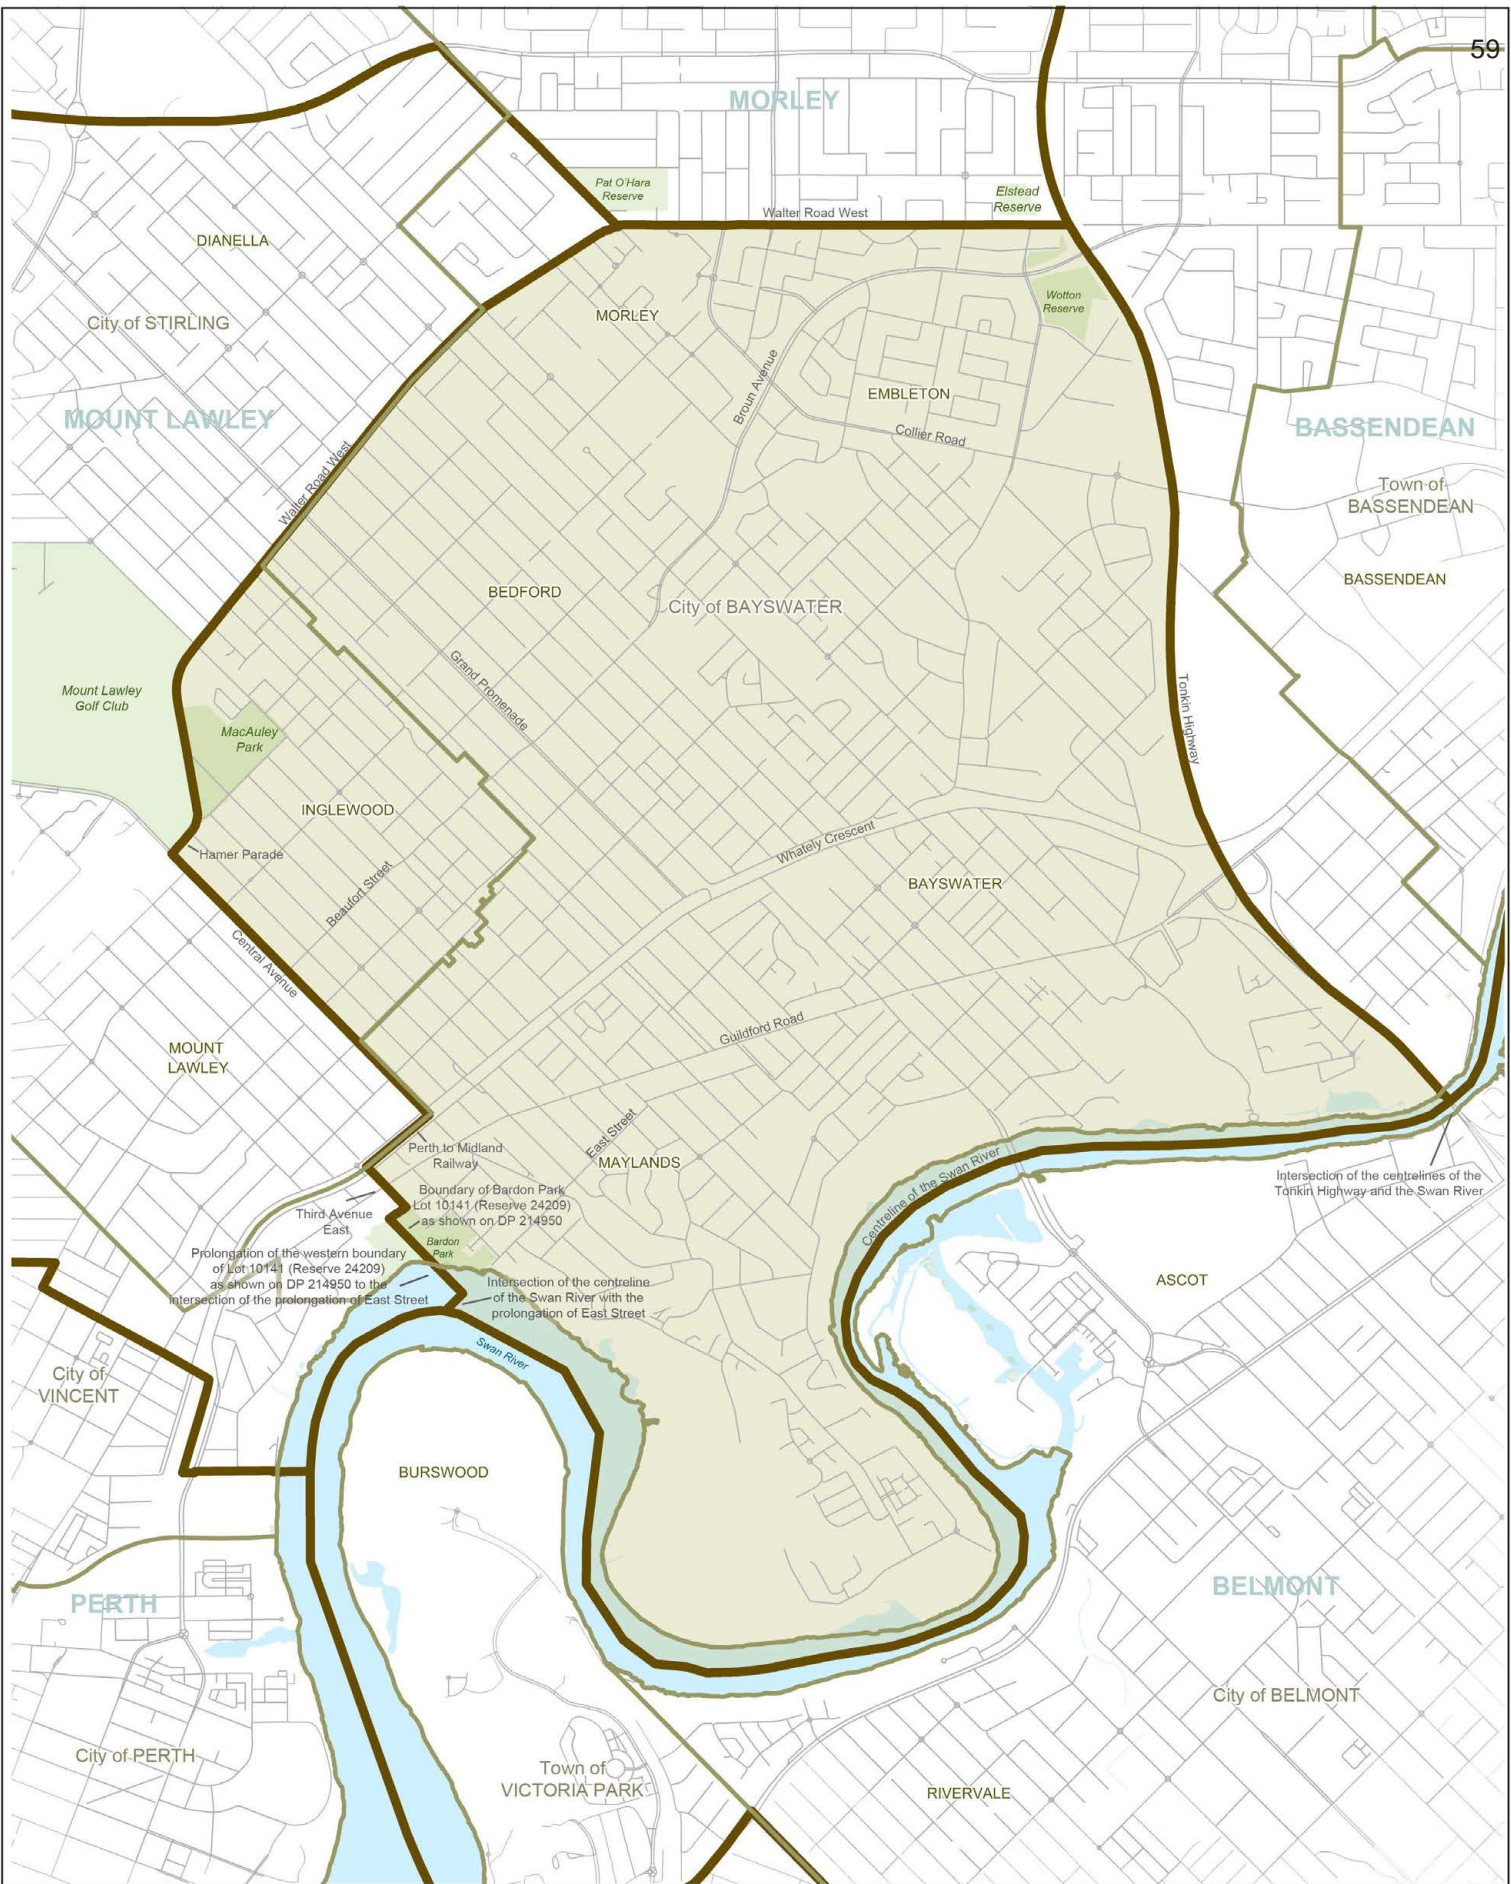 59
MORLEY
Pat O'Hara
Reserve
Elstead
Reserve
Walter Road West
DIANELLA
Wotton
Reserve
City of STIRLING
MORLEY
Broun Avenue
EMBLETON
MOUNT LAWLEY
Collier Road
BASSENDEAN
Walter Road West
Town of
BASSENDEAN
BASSENDEAN
BEDFORD
City of BAYSWATER
Grand Promenade
Mount Lawley
Golf Club
Tonkin Highway
MacAuley
Park
INGLEWOOD
Hamer Parade
Whately Crescent
Beaufort Street
BAYSWATER
Central Avenue
Guildford Road
MOUNT
LAWLEY
East Street
Perth to Midland
Railway
MAYLANDS
Centreline of the Swan River
Intersection of the centrelines of the
Tonkin Highway and the Swan River
Boundary of Bardon Park
Lot 10141 (Reserve 24209)
as shown on DP 214950
Third Avenue
East
Bardon
Park
Prolongation of the western boundary
of Lot 10141 (Reserve 24209)
as shown on DP 214950 to the
intersection of the prolongation of East Street
Intersection of the centreline
of the Swan River with the
prolongation of East Street
ASCOT
Swan River
City of
VINCENT
BURSWOOD
PERTH
BELMONT
City of BELMONT
City of PERTH
Town of
VICTORIA PARK
RIVERVALE